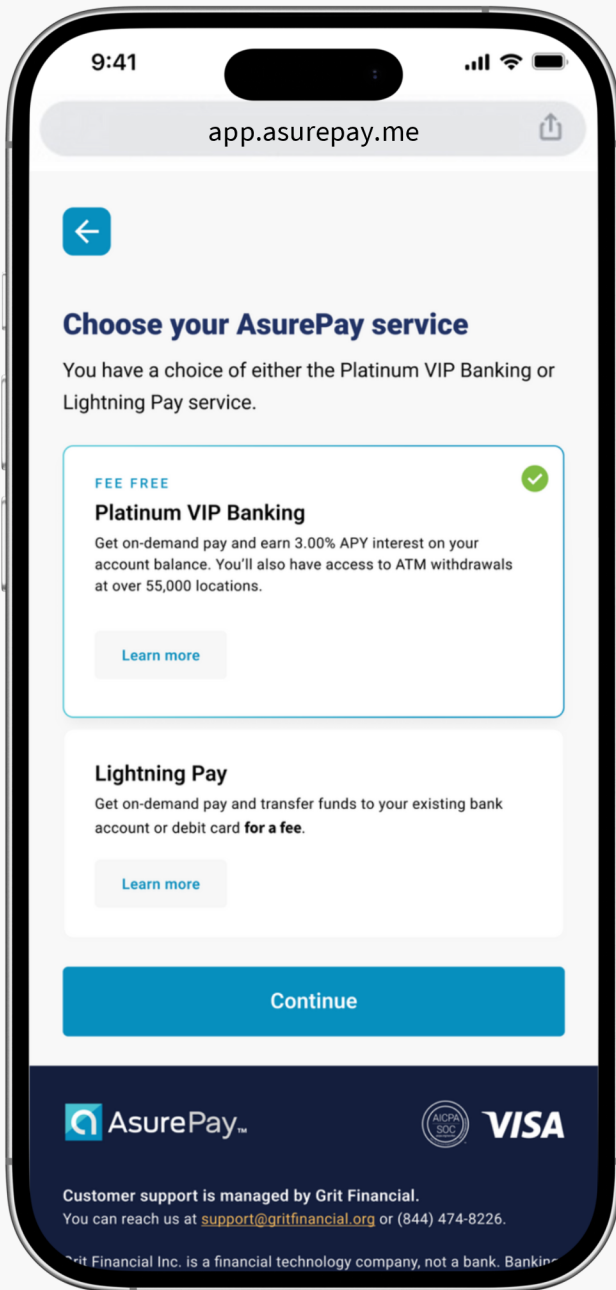 9:41
app.asurepay.me
Choose your AsurePay service
You have a choice of either the Platinum VIP Banking or
Lightning Pay service.
FEE FREE
Platinum VIP Banking
Get on-demand pay and earn 3.00% APY interest on your
account balance. You’ll also have access to ATM withdrawals
at over 55,000 locations.
Learn more
Lightning Pay
Get on-demand pay and transfer funds to your existing bank
account or debit card for a fee.
Learn more
Continue
AsurePay™
AICPA
SOC
VISA
Customer support is managed by Grit Financial.
You can reach us at support@gritfinancial.org or (844) 474-8226.
Grit Financial Inc. is a financial technology company, not a bank. Banking